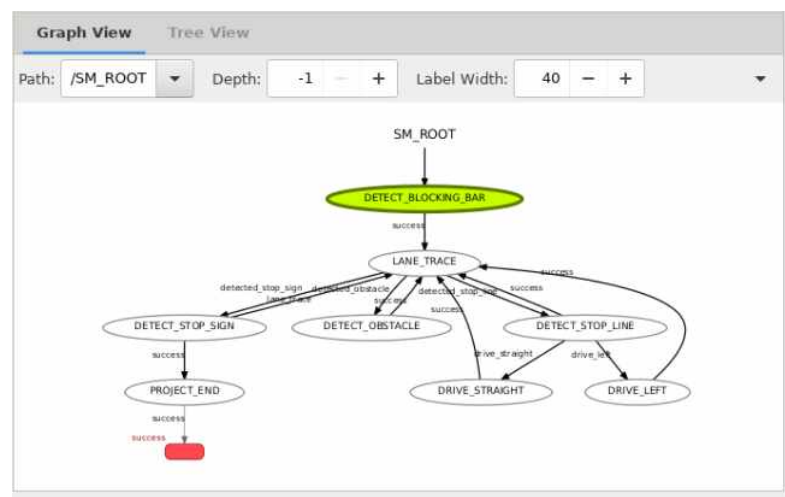 Graph View Tree View
Path: /SM_ROOT Depth: -1 − + Label Width: 40 − +
SM_ROOT
DETECT_BLOCKING_BAR
success
LANE_TRACE
success
detected_stop_sign detected_obstacle detected_stop_line success
lane_trace success
success
DETECT_STOP_SIGN DETECT_OBSTACLE DETECT_STOP_LINE
success drive_straight drive_left
PROJECT_END DRIVE_STRAIGHT DRIVE_LEFT
success
success